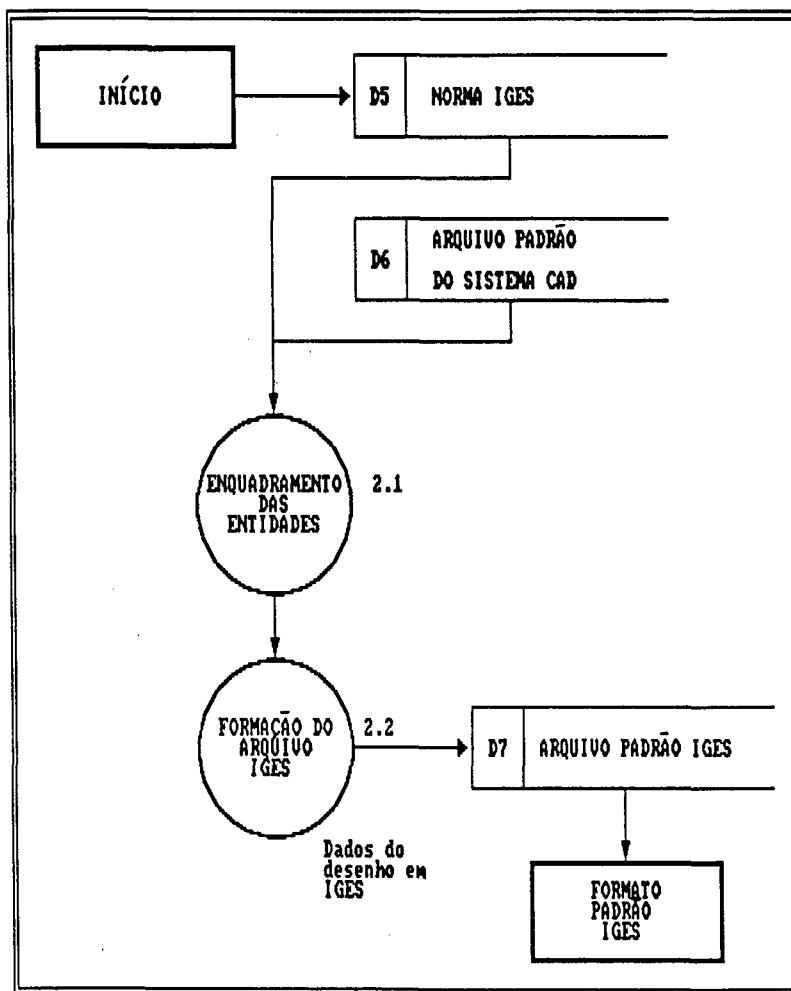 INÍCIO
D5
NORMA IGES
D6
ARQUIVO PADRÃO
DO SISTEMA CAD
ENQUADRAMENTO
DAS
ENTIDADES
2.1
FORMAÇÃO DO
ARQUIVO
IGES
2.2
D7
ARQUIVO PADRÃO IGES
Dados do
desenho em
IGES
FORMATO
PADRÃO
IGES